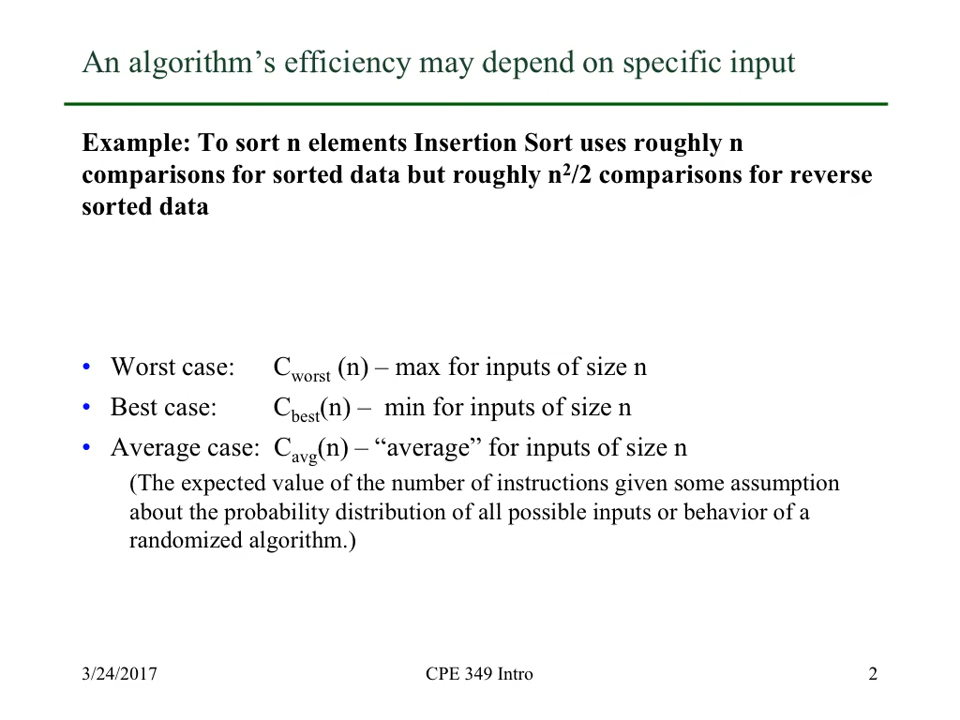 An algorithm’s efficiency may depend on specific input
Example: To sort n elements Insertion Sort uses roughly n
comparisons for sorted data but roughly n²/2 comparisons for reverse
sorted data
• Worst case: C_worst (n) – max for inputs of size n
• Best case: C_best(n) – min for inputs of size n
• Average case: C_avg(n) – “average” for inputs of size n
(The expected value of the number of instructions given some assumption
about the probability distribution of all possible inputs or behavior of a
randomized algorithm.)
3/24/2017 CPE 349 Intro 2